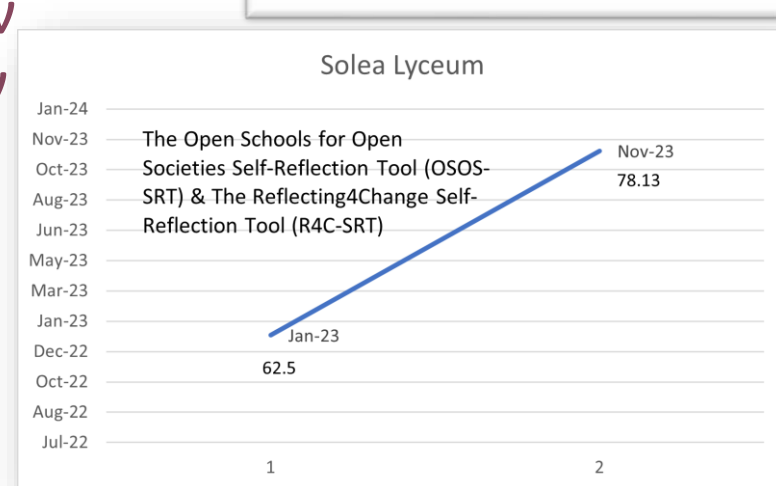 Solea Lyceum
Jan-24
Nov-23
The Open Schools for Open
Oct-23
Societies Self-Reflection Tool (OSOS-
Aug-23
SRT) & The Reflecting4Change Self-
Jun-23
Reflection Tool (R4C-SRT)
May-23
Mar-23
Jan-23
Dec-22
Oct-22
Aug-22
Jul-22
Nov-23
78.13
Jan-23
62.5
1
2